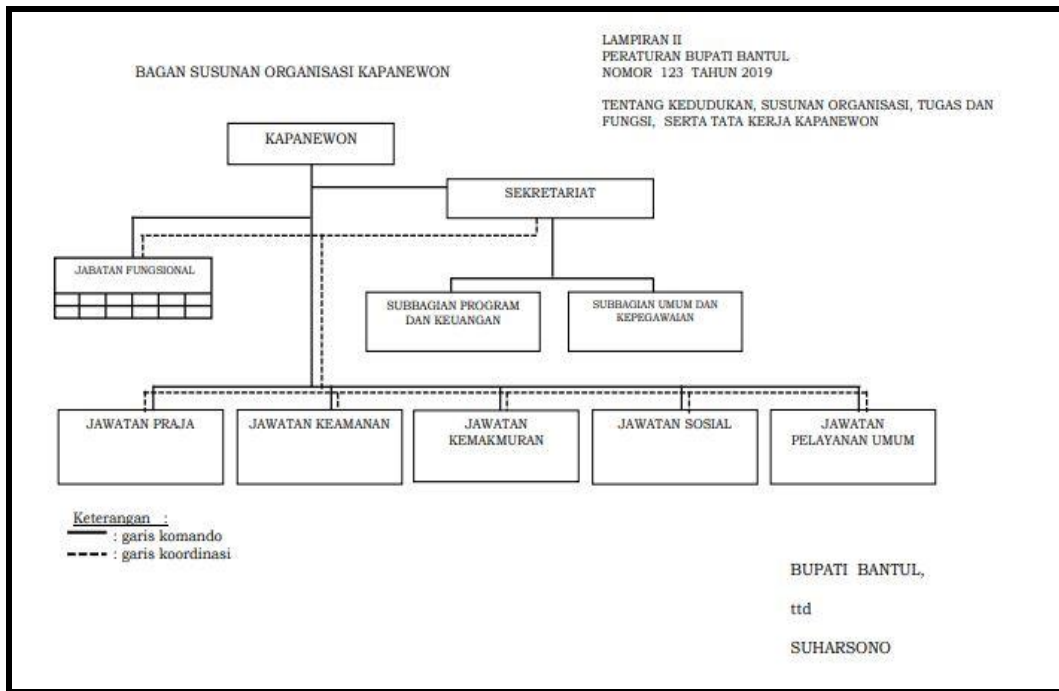 LAMPIRAN II
PERATURAN BUPATI BANTUL
NOMOR 123 TAHUN 2019
BAGAN SUSUNAN ORGANISASI KAPANEWON
TENTANG KEDUDUKAN, SUSUNAN ORGANISASI, TUGAS DAN
FUNGSI, SERTA TATA KERJA KAPANEWON
KAPANEWON
SEKRETARIAT
JABATAN FUNGSIONAL
SUBBAGIAN PROGRAM
DAN KEUANGAN
SUBBAGIAN UMUM DAN
KEPEGAWAIAN
JAWATAN PRAJA
JAWATAN KEAMANAN
JAWATAN
KEMAKMURAN
JAWATAN SOSIAL
JAWATAN
PELAYANAN UMUM
Keterangan :
: garis komando
: garis koordinasi
BUPATI BANTUL,
ttd
SUHARSONO